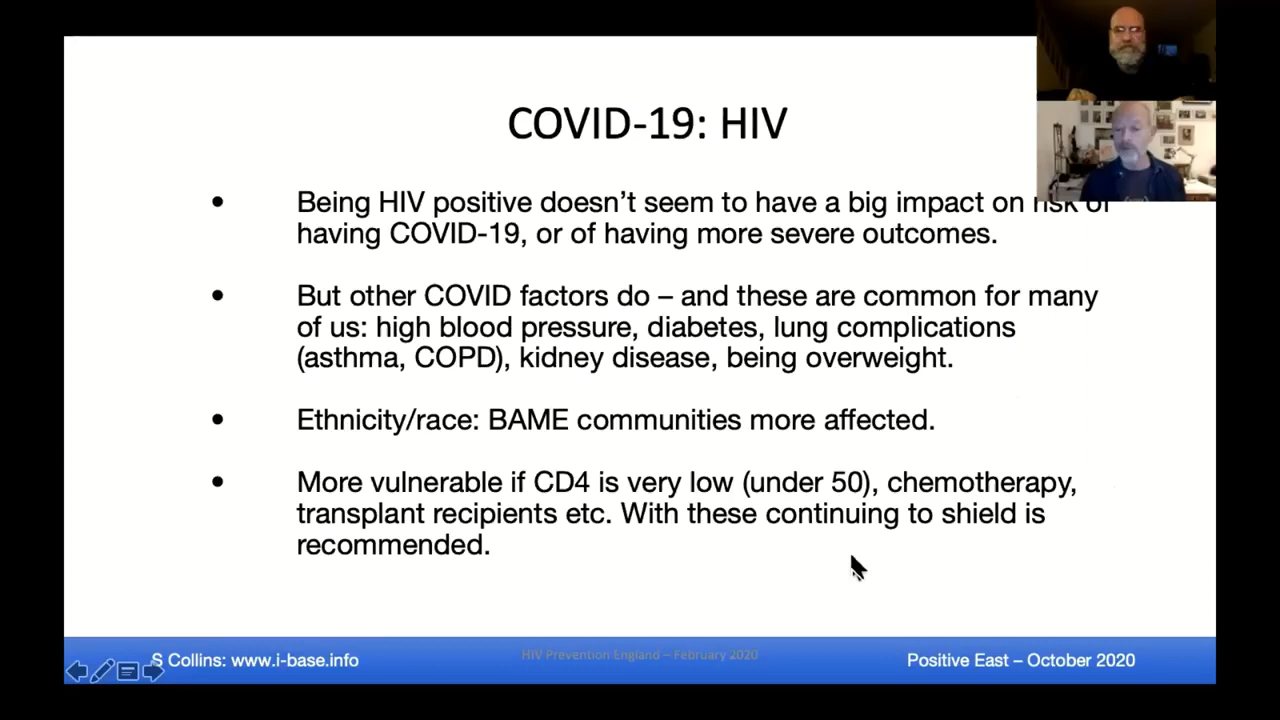 COVID-19: HIV
• Being HIV positive doesn’t seem to have a big impact on risk of
having COVID-19, or of having more severe outcomes.
• But other COVID factors do – and these are common for many
of us: high blood pressure, diabetes, lung complications
(asthma, COPD), kidney disease, being overweight.
• Ethnicity/race: BAME communities more affected.
• More vulnerable if CD4 is very low (under 50), chemotherapy,
transplant recipients etc. With these continuing to shield is
recommended.
S Collins: www.i-base.info
HIV Prevention England – February 2020
Positive East – October 2020